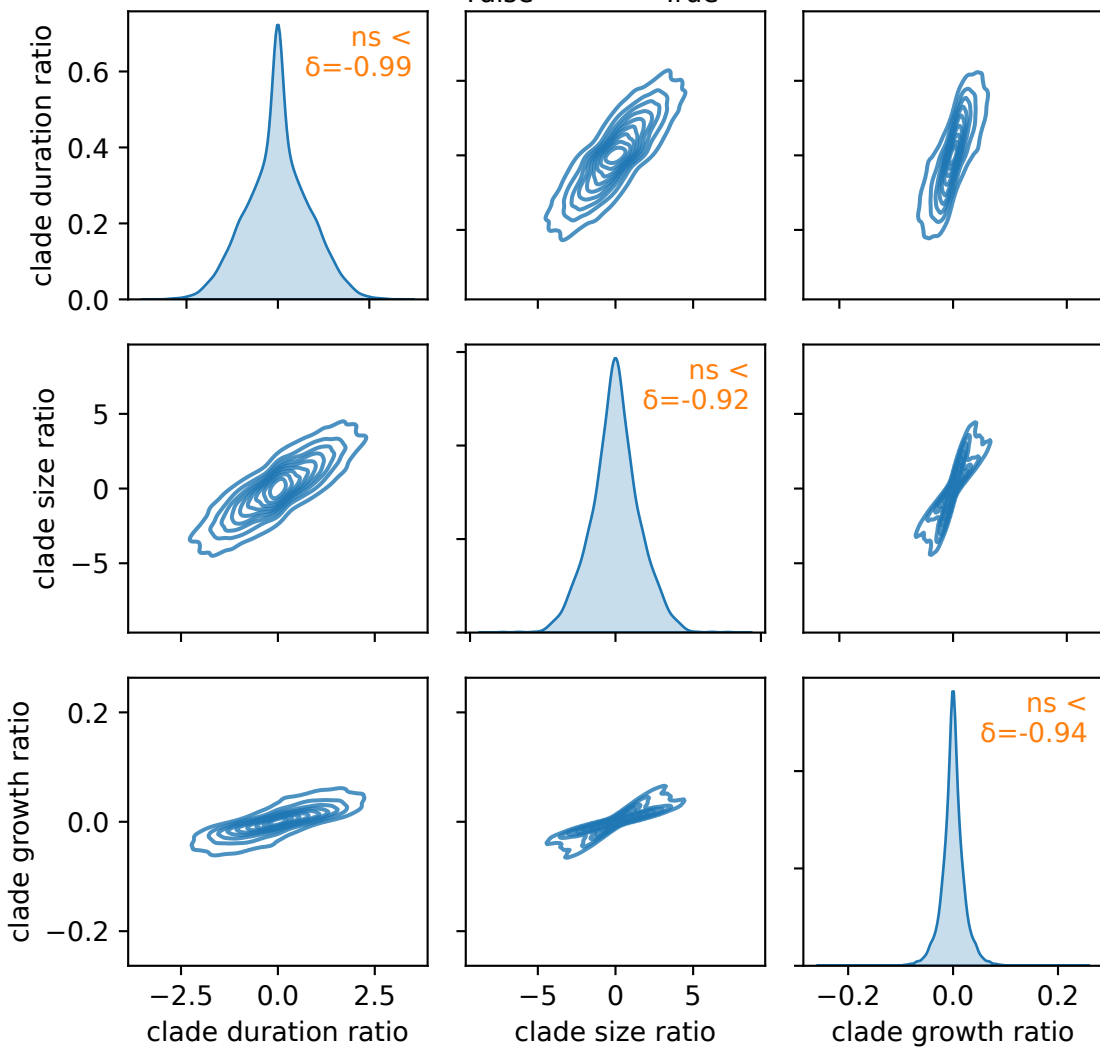 clade duration ratio
0.6
0.4
0.2
0.0
ns <
δ=-0.99
clade size ratio
5
0
−5
ns <
δ=-0.92
clade growth ratio
0.2
0.0
−0.2
ns <
δ=-0.94
−2.5 0.0 2.5
clade duration ratio
−5 0 5
clade size ratio
−0.2 0.0 0.2
clade growth ratio